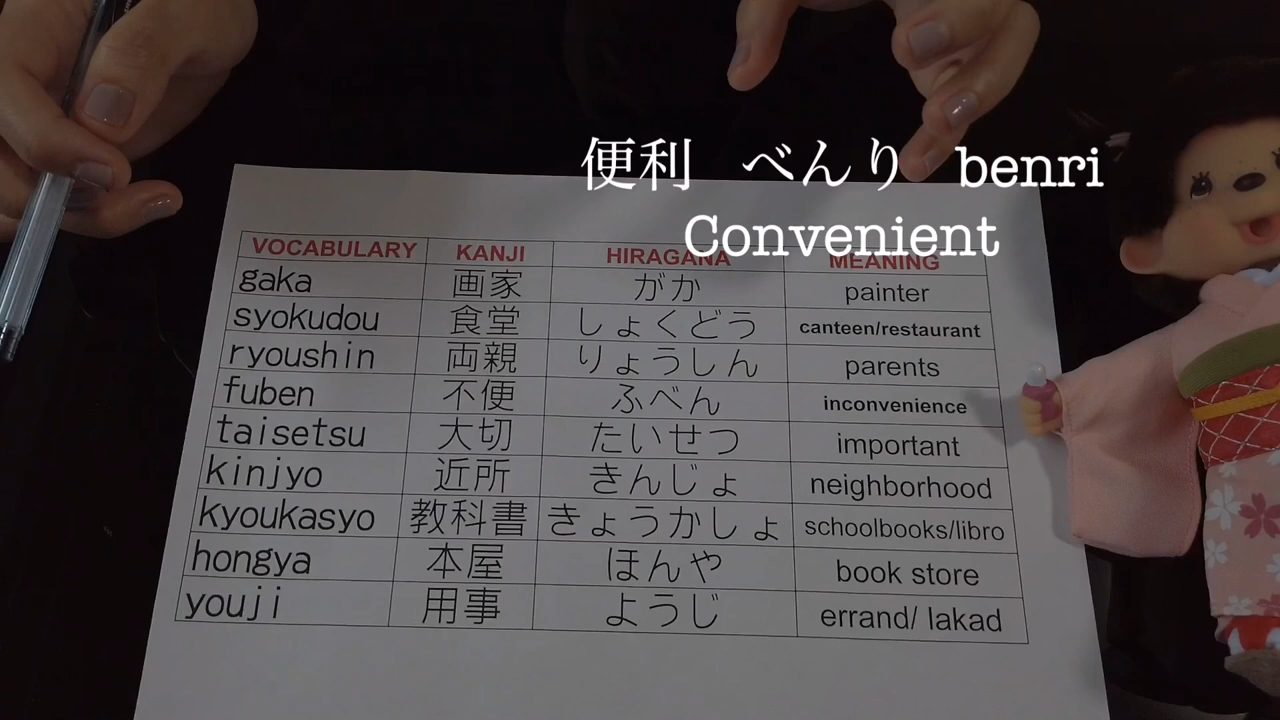 便利 べんり benri
Convenient
VOCABULARY KANJI HIRAGANA MEANING
gaka 画家 がか painter
syokudou 食堂 しょくどう canteen/restaurant
ryoushin 両親 りょうしん parents
fuben 不便 ふべん inconvenience
taisetsu 大切 たいせつ important
kinjyo 近所 きんじょ neighborhood
kyoukasyo 教科書 きょうかしょ schoolbooks/libro
hongya 本屋 ほんや book store
youji 用事 ようじ errand/ lakad